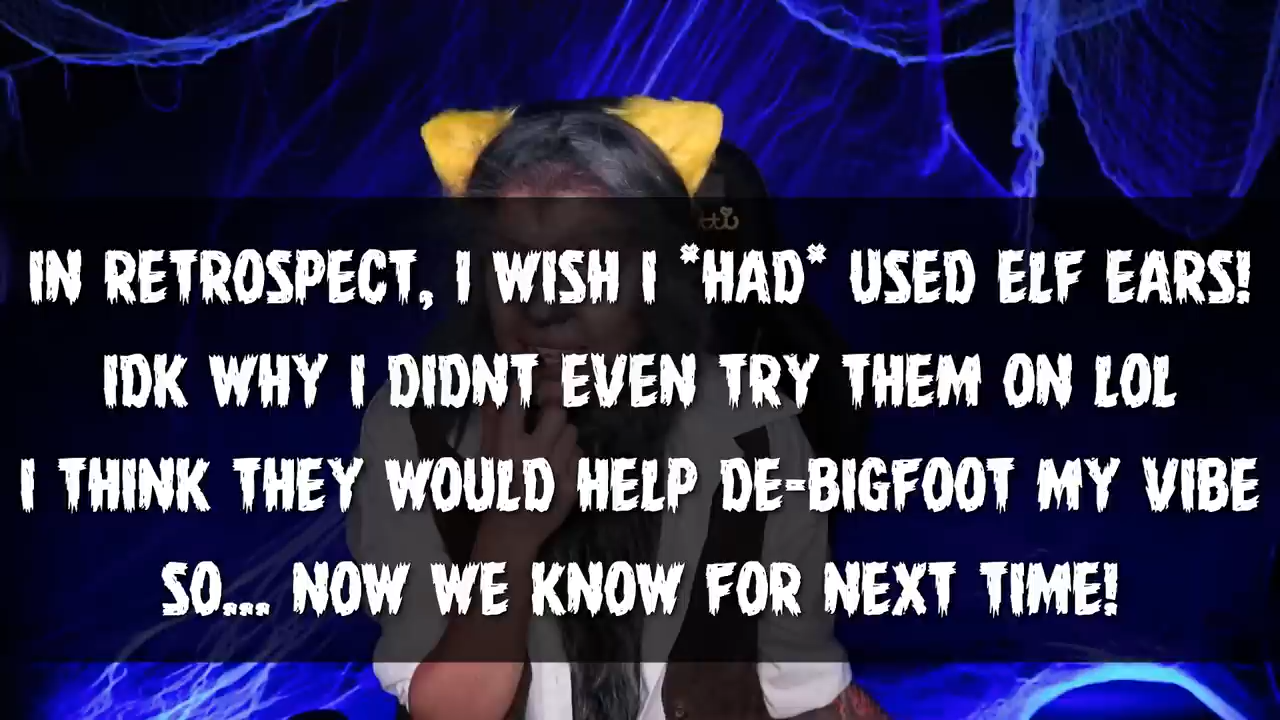 IN RETROSPECT, I WISH I *HAD* USED ELF EARS!
IDK WHY I DIDNT EVEN TRY THEM ON LOL
I THINK THEY WOULD HELP DE-BIGFOOT MY VIBE
SO... NOW WE KNOW FOR NEXT TIME!